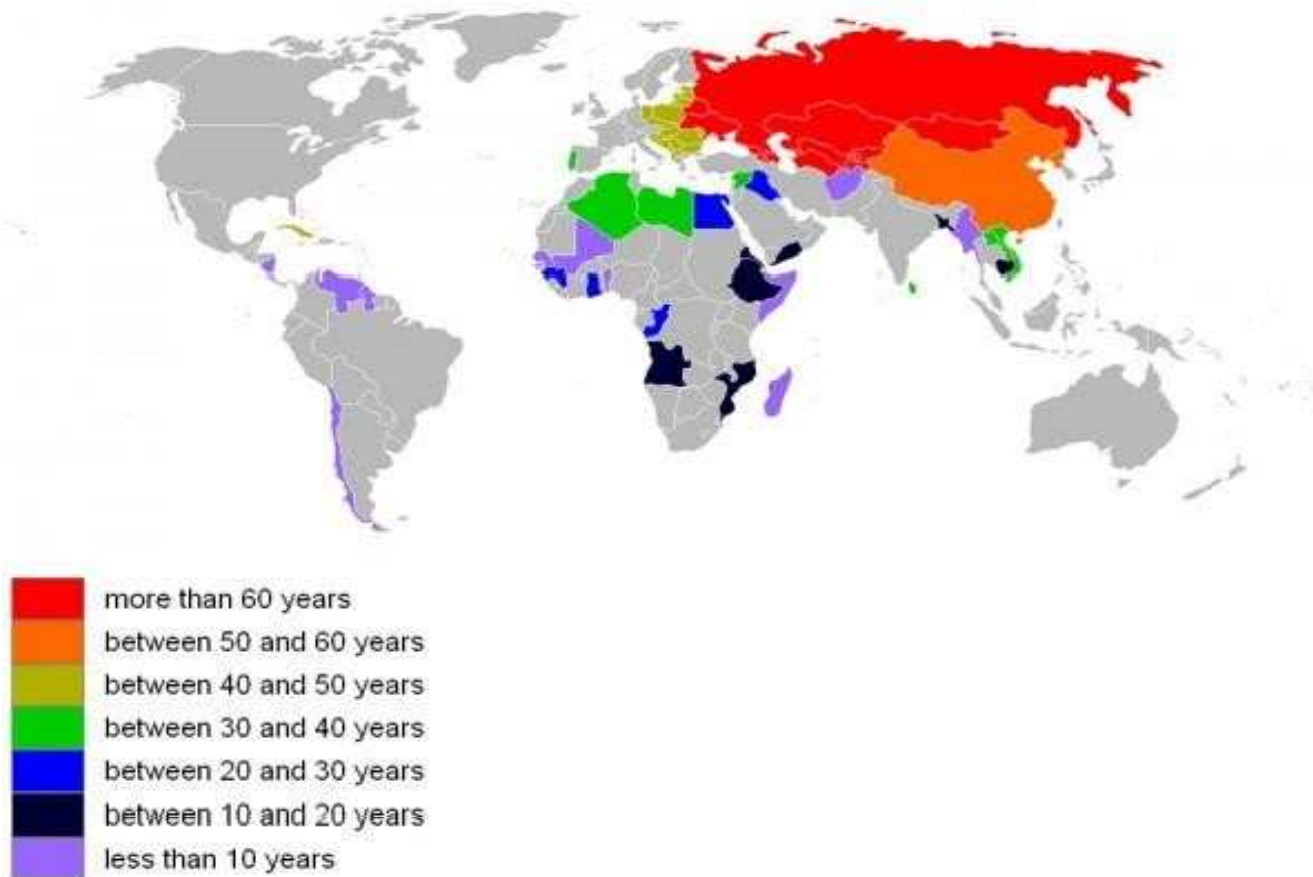 more than 60 years
between 50 and 60 years
between 40 and 50 years
between 30 and 40 years
between 20 and 30 years
between 10 and 20 years
less than 10 years